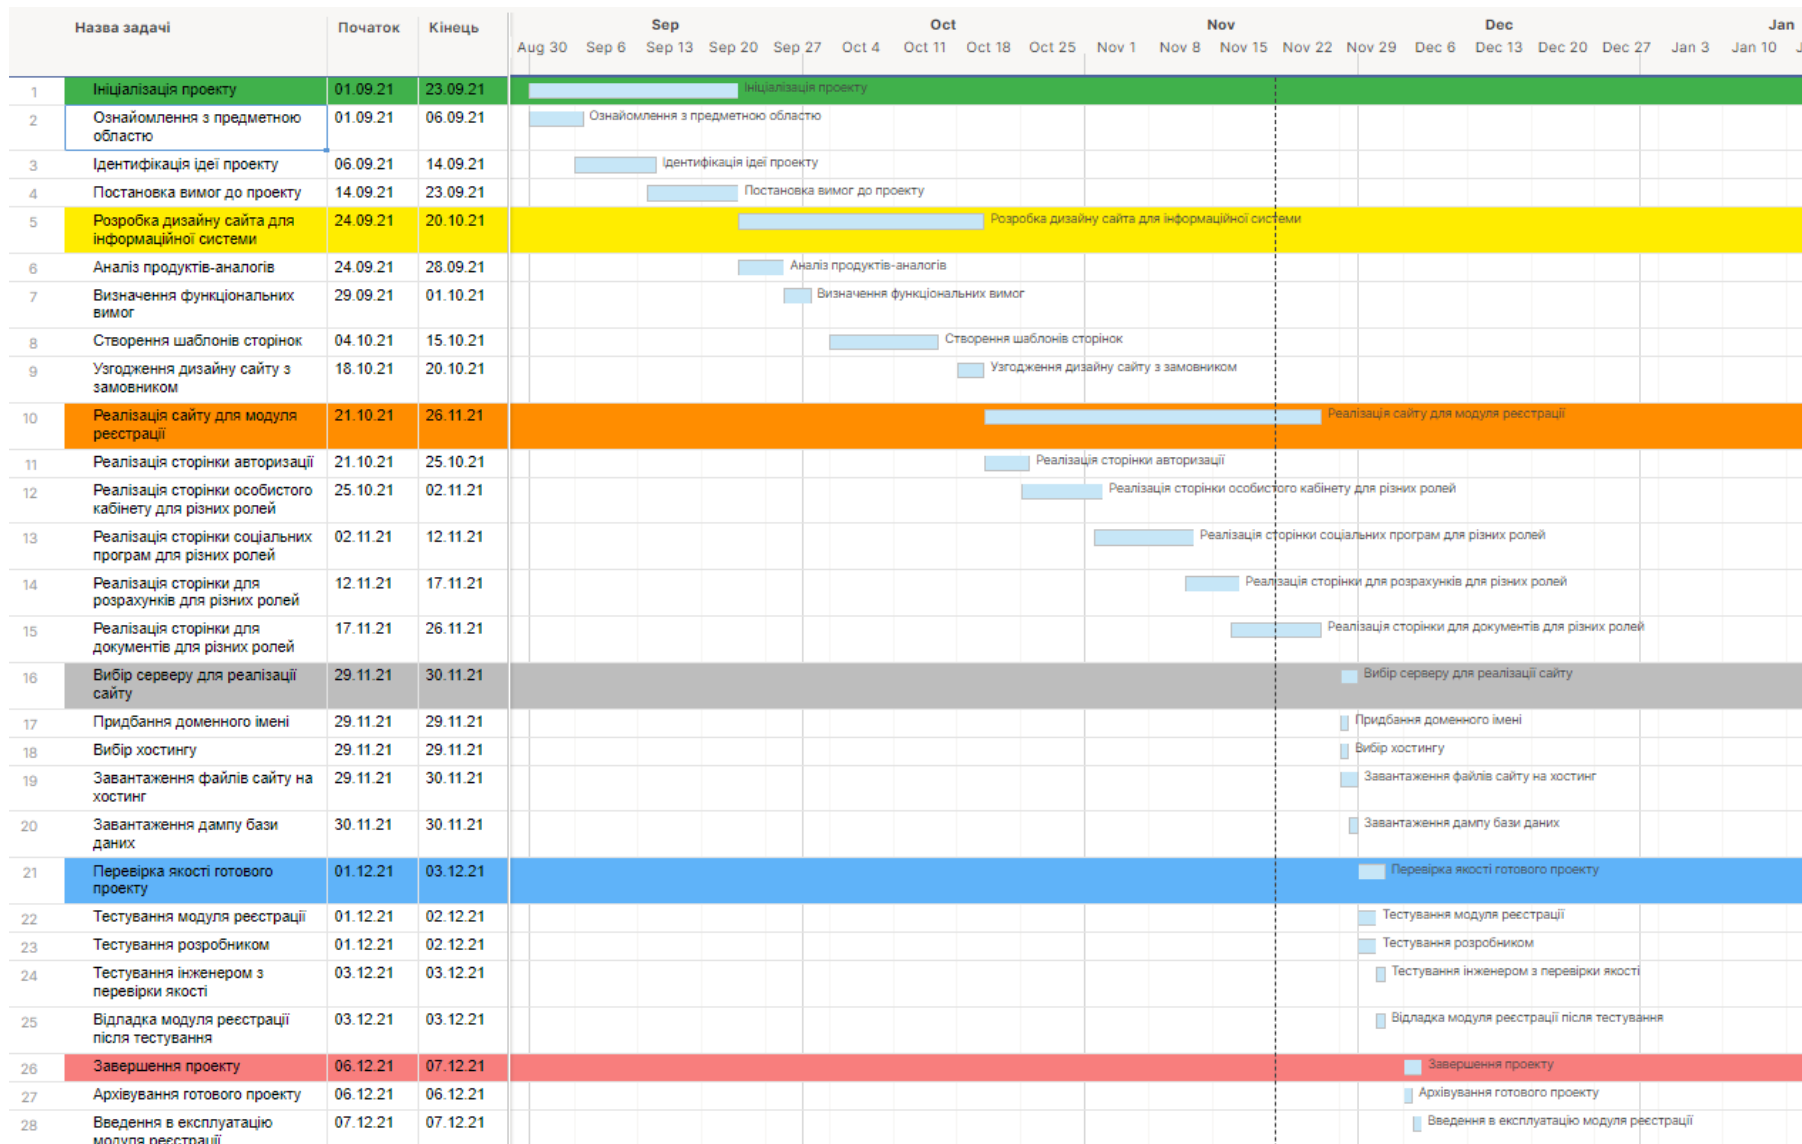 Назва задачі Початок Кінець Sep Oct Nov Dec Jan
Aug 30 Sep 6 Sep 13 Sep 20 Sep 27 Oct 4 Oct 11 Oct 18 Oct 25 Nov 1 Nov 8 Nov 15 Nov 22 Nov 29 Dec 6 Dec 13 Dec 20 Dec 27 Jan 3 Jan 10
1 Ініціалізація проекту 01.09.21 23.09.21 Ініціалізація проекту
2 Ознайомлення з предметною 01.09.21 06.09.21 Ознайомлення з предметною областю
областю
3 Ідентифікація ідеї проекту 06.09.21 14.09.21 Ідентифікація ідеї проекту
4 Постановка вимог до проекту 14.09.21 23.09.21 Постановка вимог до проекту
5 Розробка дизайну сайта для 24.09.21 20.10.21 Розробка дизайну сайта для інформаційної системи
інформаційної системи
6 Аналіз продуктів-аналогів 24.09.21 28.09.21 Аналіз продуктів-аналогів
7 Визначення функціональних 29.09.21 01.10.21 Визначення функціональних вимог
вимог
8 Створення шаблонів сторінок 04.10.21 15.10.21 Створення шаблонів сторінок
9 Узгодження дизайну сайту з 18.10.21 20.10.21 Узгодження дизайну сайту з замовником
замовником
10 Реалізація сайту для модуля 21.10.21 26.11.21 Реалізація сайту для модуля реєстрації
реєстрації
11 Реалізація сторінки авторизації 21.10.21 25.10.21 Реалізація сторінки авторизації
12 Реалізація сторінки особистого 25.10.21 02.11.21 Реалізація сторінки особистого кабінету для різних ролей
кабінету для різних ролей
13 Реалізація сторінки соціальних 02.11.21 12.11.21 Реалізація сторінки соціальних програм для різних ролей
програм для різних ролей
14 Реалізація сторінки для 12.11.21 17.11.21 Реалізація сторінки для розрахунків для різних ролей
розрахунків для різних ролей
15 Реалізація сторінки для 17.11.21 26.11.21 Реалізація сторінки для документів для різних ролей
документів для різних ролей
16 Вибір серверу для реалізації 29.11.21 30.11.21 Вибір серверу для реалізації сайту
сайту
17 Придбання доменного імені 29.11.21 29.11.21 Придбання доменного імені
18 Вибір хостингу 29.11.21 29.11.21 Вибір хостингу
19 Завантаження файлів сайту на 29.11.21 30.11.21 Завантаження файлів сайту на хостинг
хостинг
20 Завантаження дампу бази 30.11.21 30.11.21 Завантаження дампу бази даних
даних
21 Перевірка якості готового 01.12.21 03.12.21 Перевірка якості готового проекту
проекту
22 Тестування модуля реєстрації 01.12.21 02.12.21 Тестування модуля реєстрації
23 Тестування розробником 01.12.21 02.12.21 Тестування розробником
24 Тестування інженером з 03.12.21 03.12.21 Тестування інженером з перевірки якості
перевірки якості
25 Відладка модуля реєстрації 03.12.21 03.12.21 Відладка модуля реєстрації після тестування
після тестування
26 Завершення проекту 06.12.21 07.12.21 Завершення проекту
27 Архівування готового проекту 06.12.21 06.12.21 Архівування готового проекту
28 Введення в експлуатацію 07.12.21 07.12.21 Введення в експлуатацію модуля реєстрації
модуля реєстрації